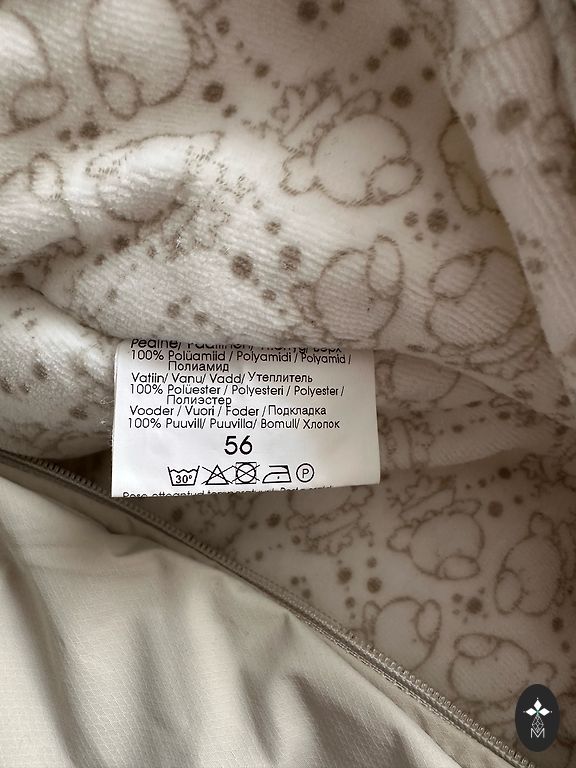 100% Polüamiid / Polyamidi / Polyamid /
Полиамид
Vatiin/ Vanu/ Vadd/ Утеплитель
100% Polüester / Polyesteri / Polyester /
Полиэстер
Vooder / Vuori / Foder / Подкладка
100% Puuvill/ Puuvilla/ Bomull/ Хлопок
56
30°
P
M